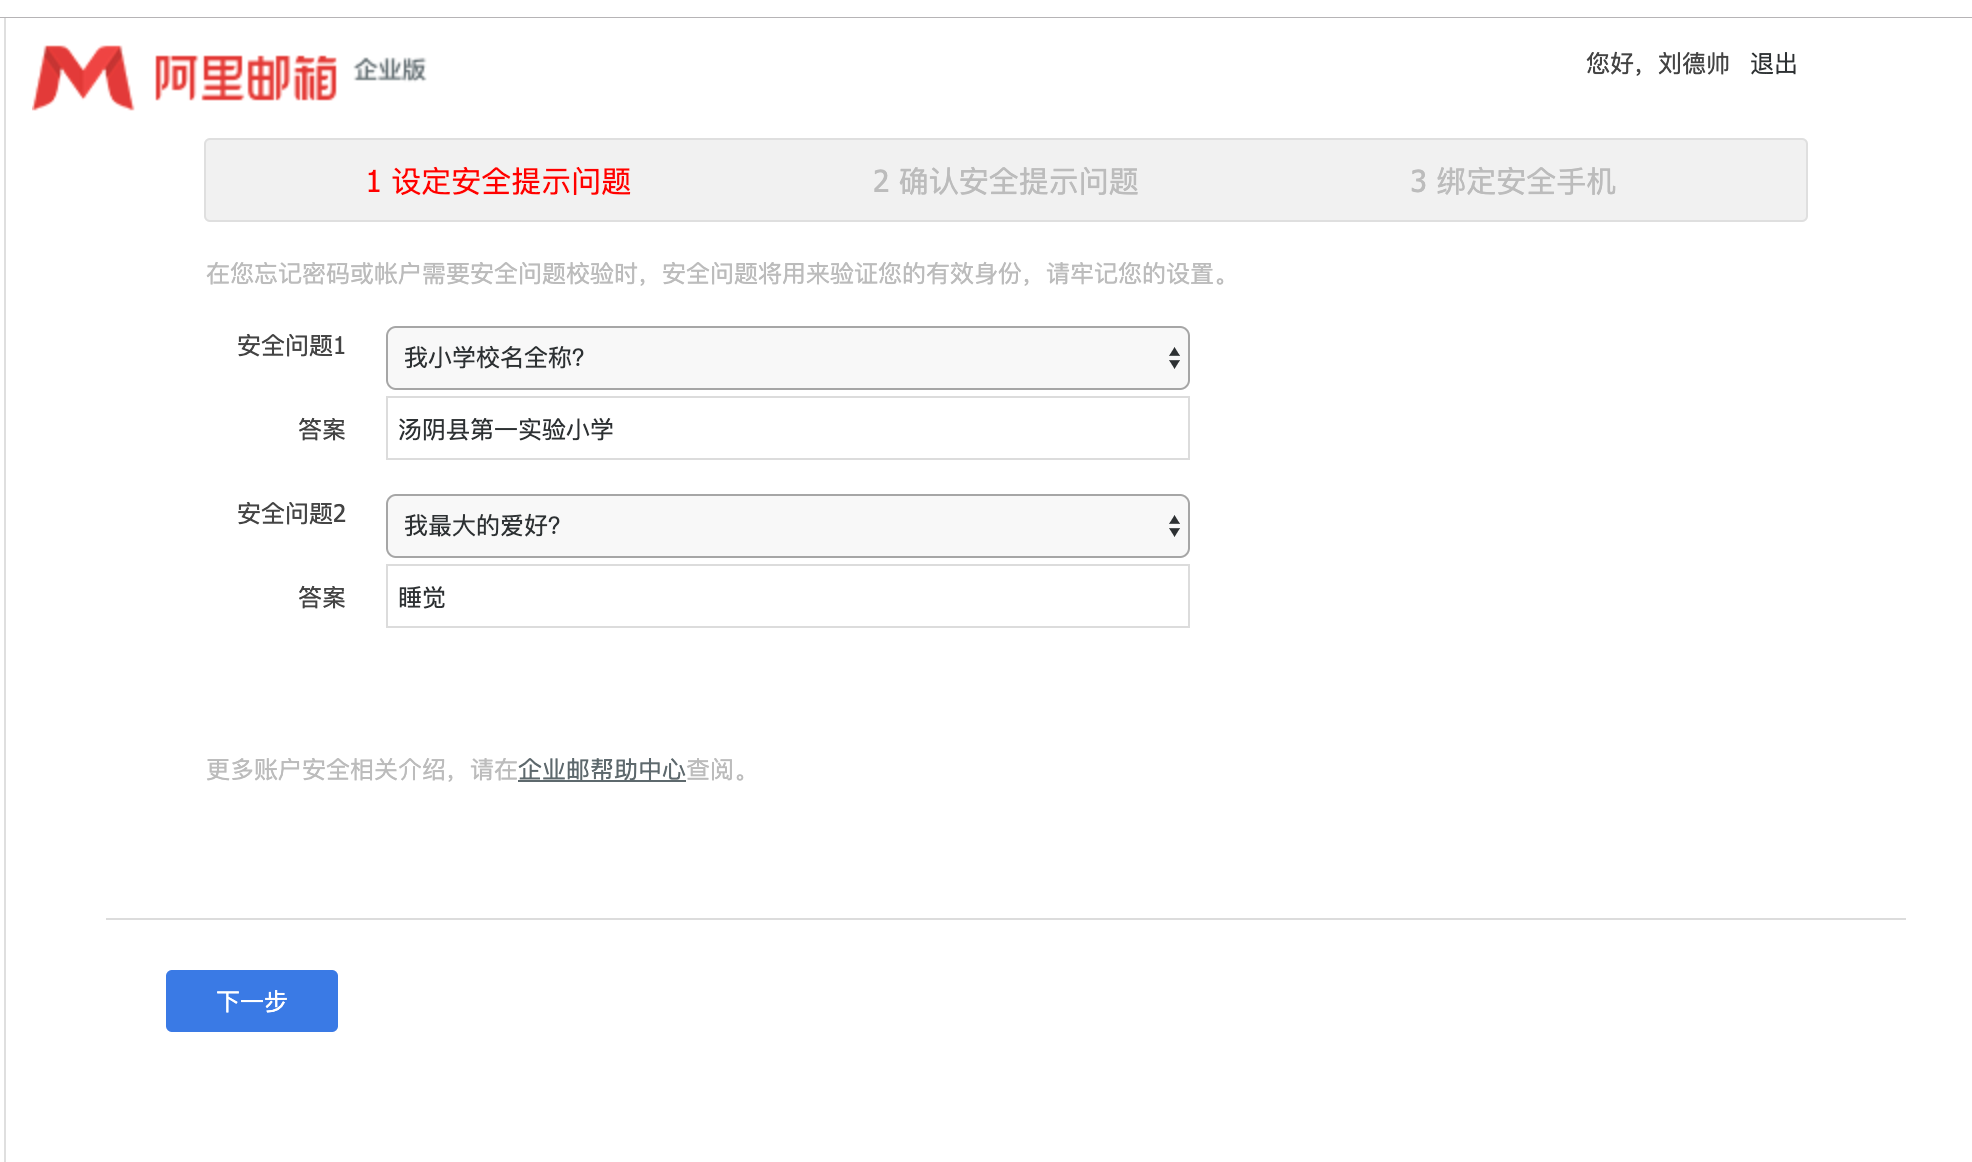 阿里邮箱 企业版
您好，刘德帅 退出
1 设定安全提示问题 2 确认安全提示问题 3 绑定安全手机
在您忘记密码或帐户需要安全问题校验时，安全问题将用来验证您的有效身份，请牢记您的设置。
安全问题1 我小学校名全称?
答案 汤阴县第一实验小学
安全问题2 我最大的爱好?
答案 睡觉
更多账户安全相关介绍，请在企业邮帮助中心查阅。
下一步